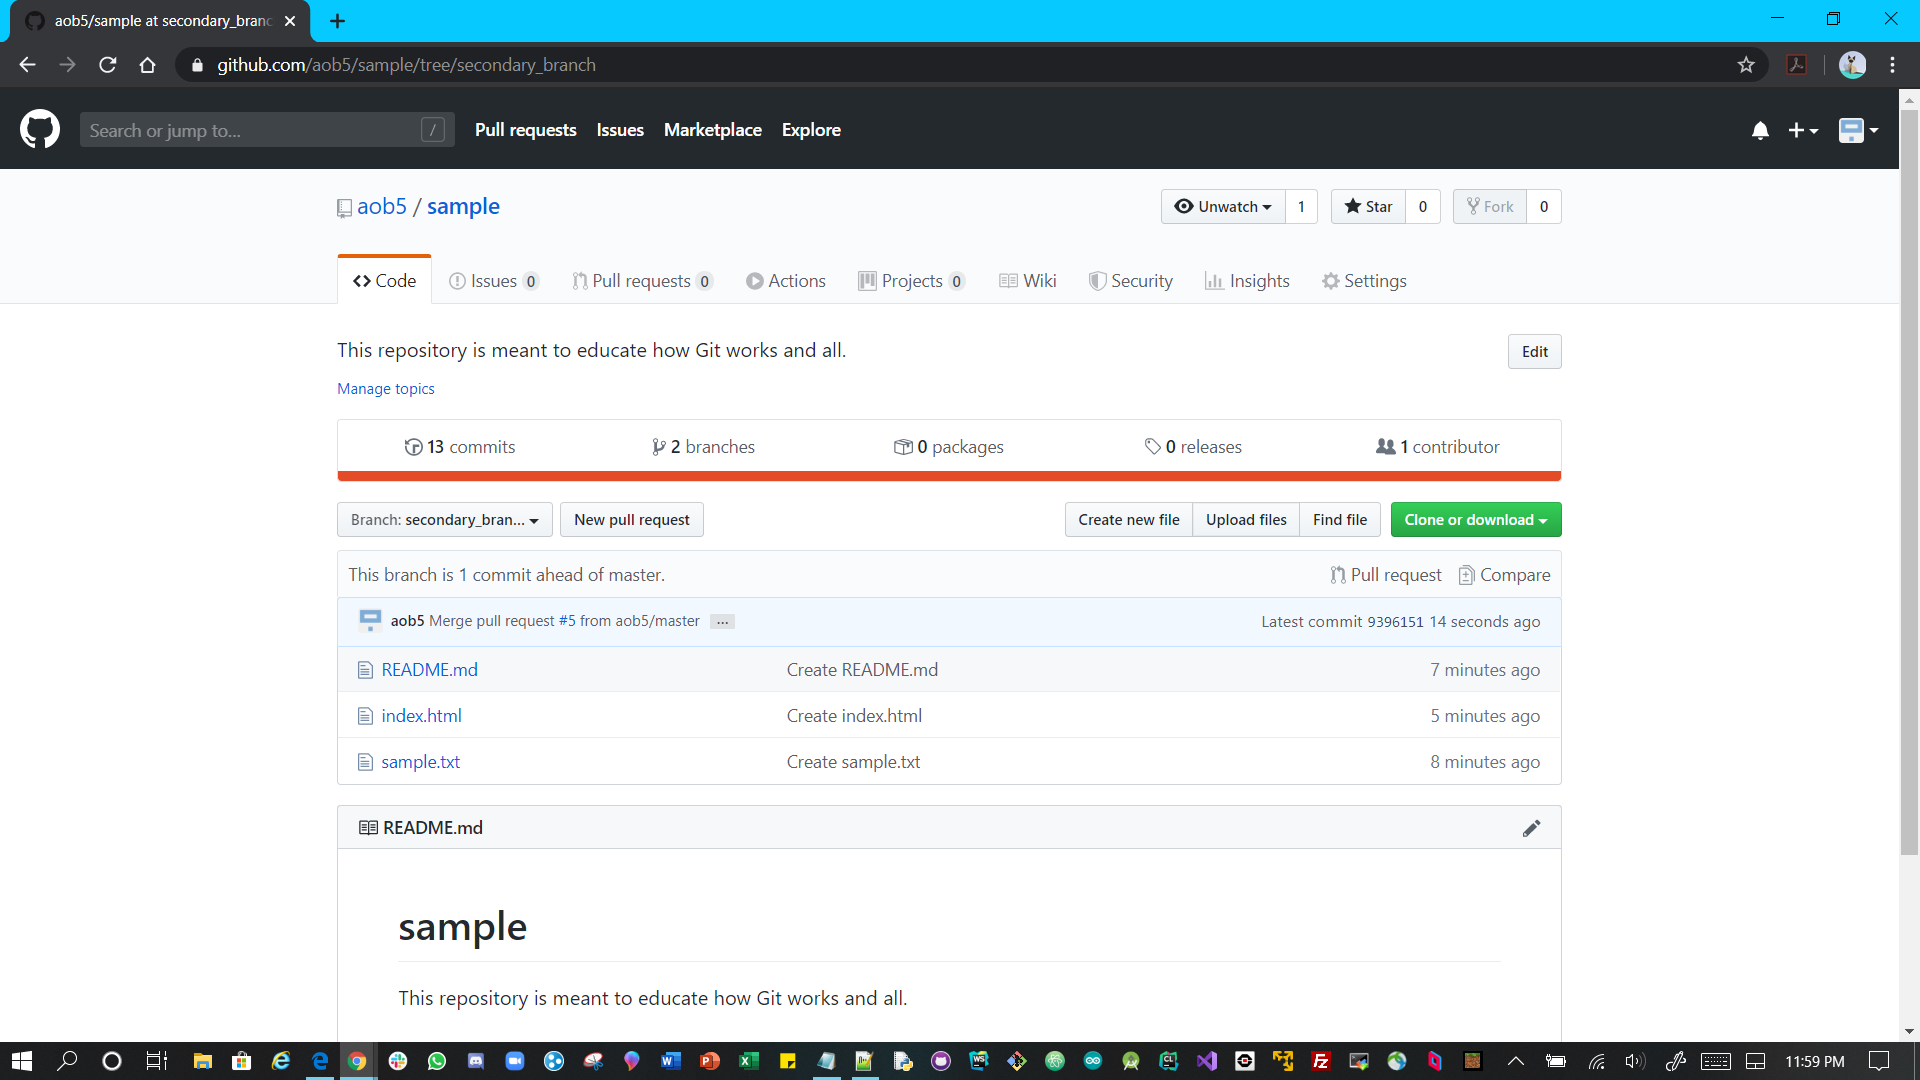 aob5/sample at secondary_branc
github.com/aob5/sample/tree/secondary_branch
Search or jump to... /
Pull requests Issues Marketplace Explore
aob5 / sample
Unwatch 1 Star 0 Fork 0
Code Issues 0 Pull requests 0 Actions Projects 0 Wiki Security Insights Settings
This repository is meant to educate how Git works and all.
Edit
Manage topics
13 commits 2 branches 0 packages 0 releases 1 contributor
Branch: secondary_bran... New pull request Create new file Upload files Find file Clone or download
This branch is 1 commit ahead of master. Pull request Compare
aob5 Merge pull request #5 from aob5/master ... Latest commit 9396151 14 seconds ago
README.md Create README.md 7 minutes ago
index.html Create index.html 5 minutes ago
sample.txt Create sample.txt 8 minutes ago
README.md
sample
This repository is meant to educate how Git works and all.
11:59 PM